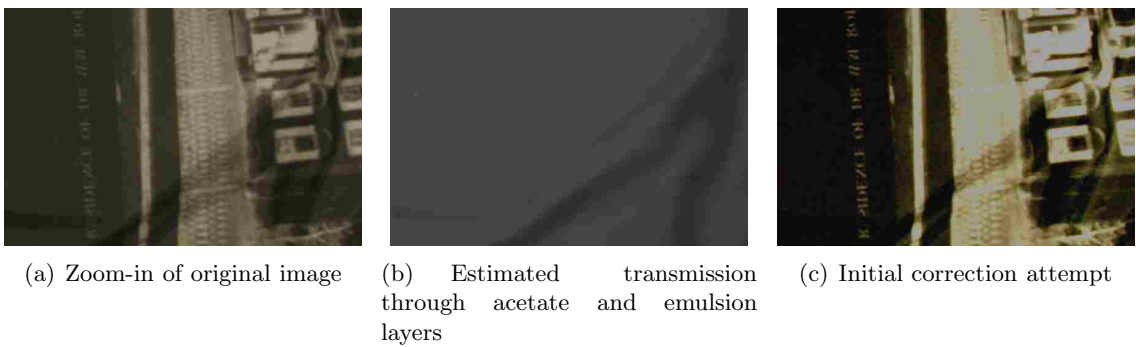 (a) Zoom-in of original image
(b) Estimated transmission
through acetate and emulsion
layers
(c) Initial correction attempt